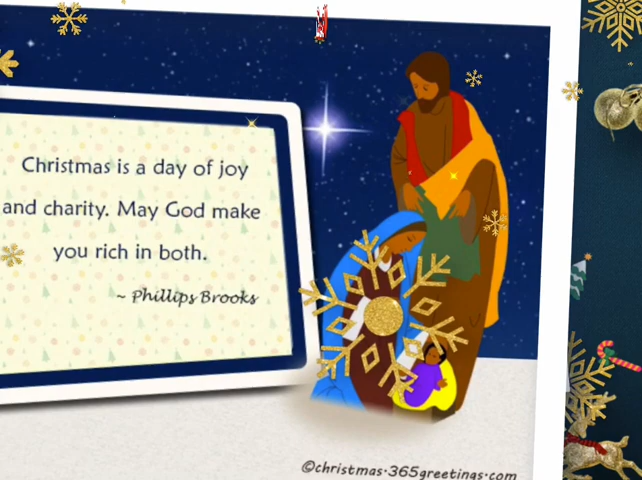 Christmas is a day of joy
and charity. May God make
you rich in both.
~ Phillips Brooks
©christmas.365greetings.com